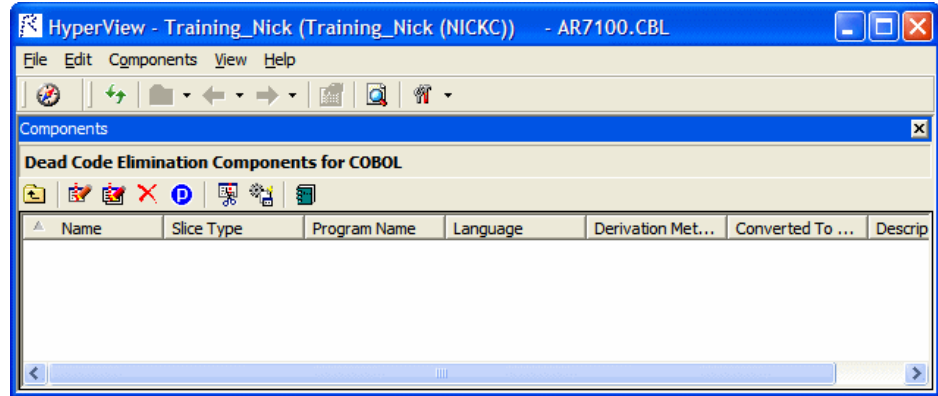 HyperView - Training_Nick (Training_Nick (NICKC)) - AR7100.CBL
File Edit Components View Help
Components
Dead Code Elimination Components for COBOL
Name Slice Type Program Name Language Derivation Met... Converted To ... Descrip